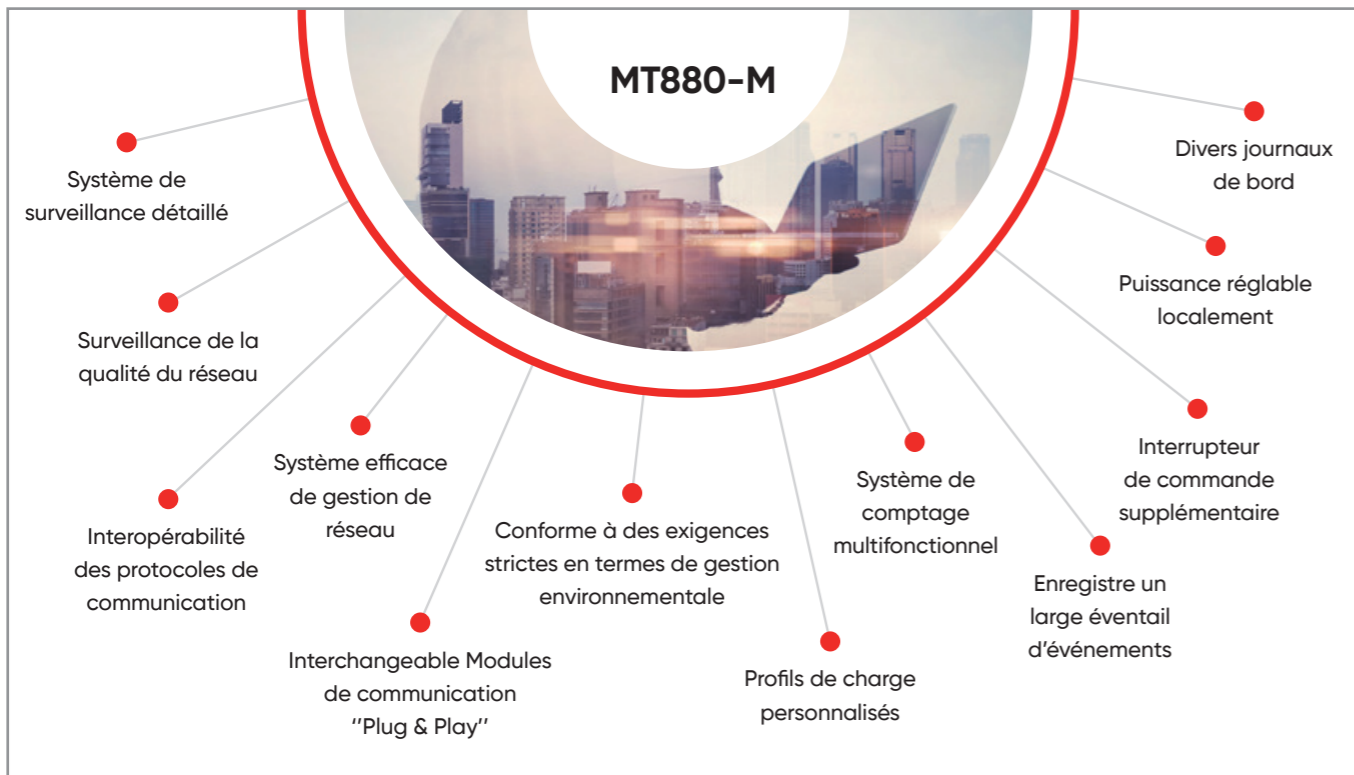 MT880-M
Système de
surveillance détaillé
Surveillance de la
qualité du réseau
Interopérabilité
des protocoles de
communication
Système efficace
de gestion de
réseau
Interchangeable Modules
de communication
''Plug & Play''
Conforme à des exigences
strictes en termes de gestion
environnementale
Profils de charge
personnalisés
Système de
comptage
multifonctionnel
Enregistre un
large éventail
d'événements
Interrupteur
de commande
supplémentaire
Puissance réglable
localement
Divers journaux
de bord